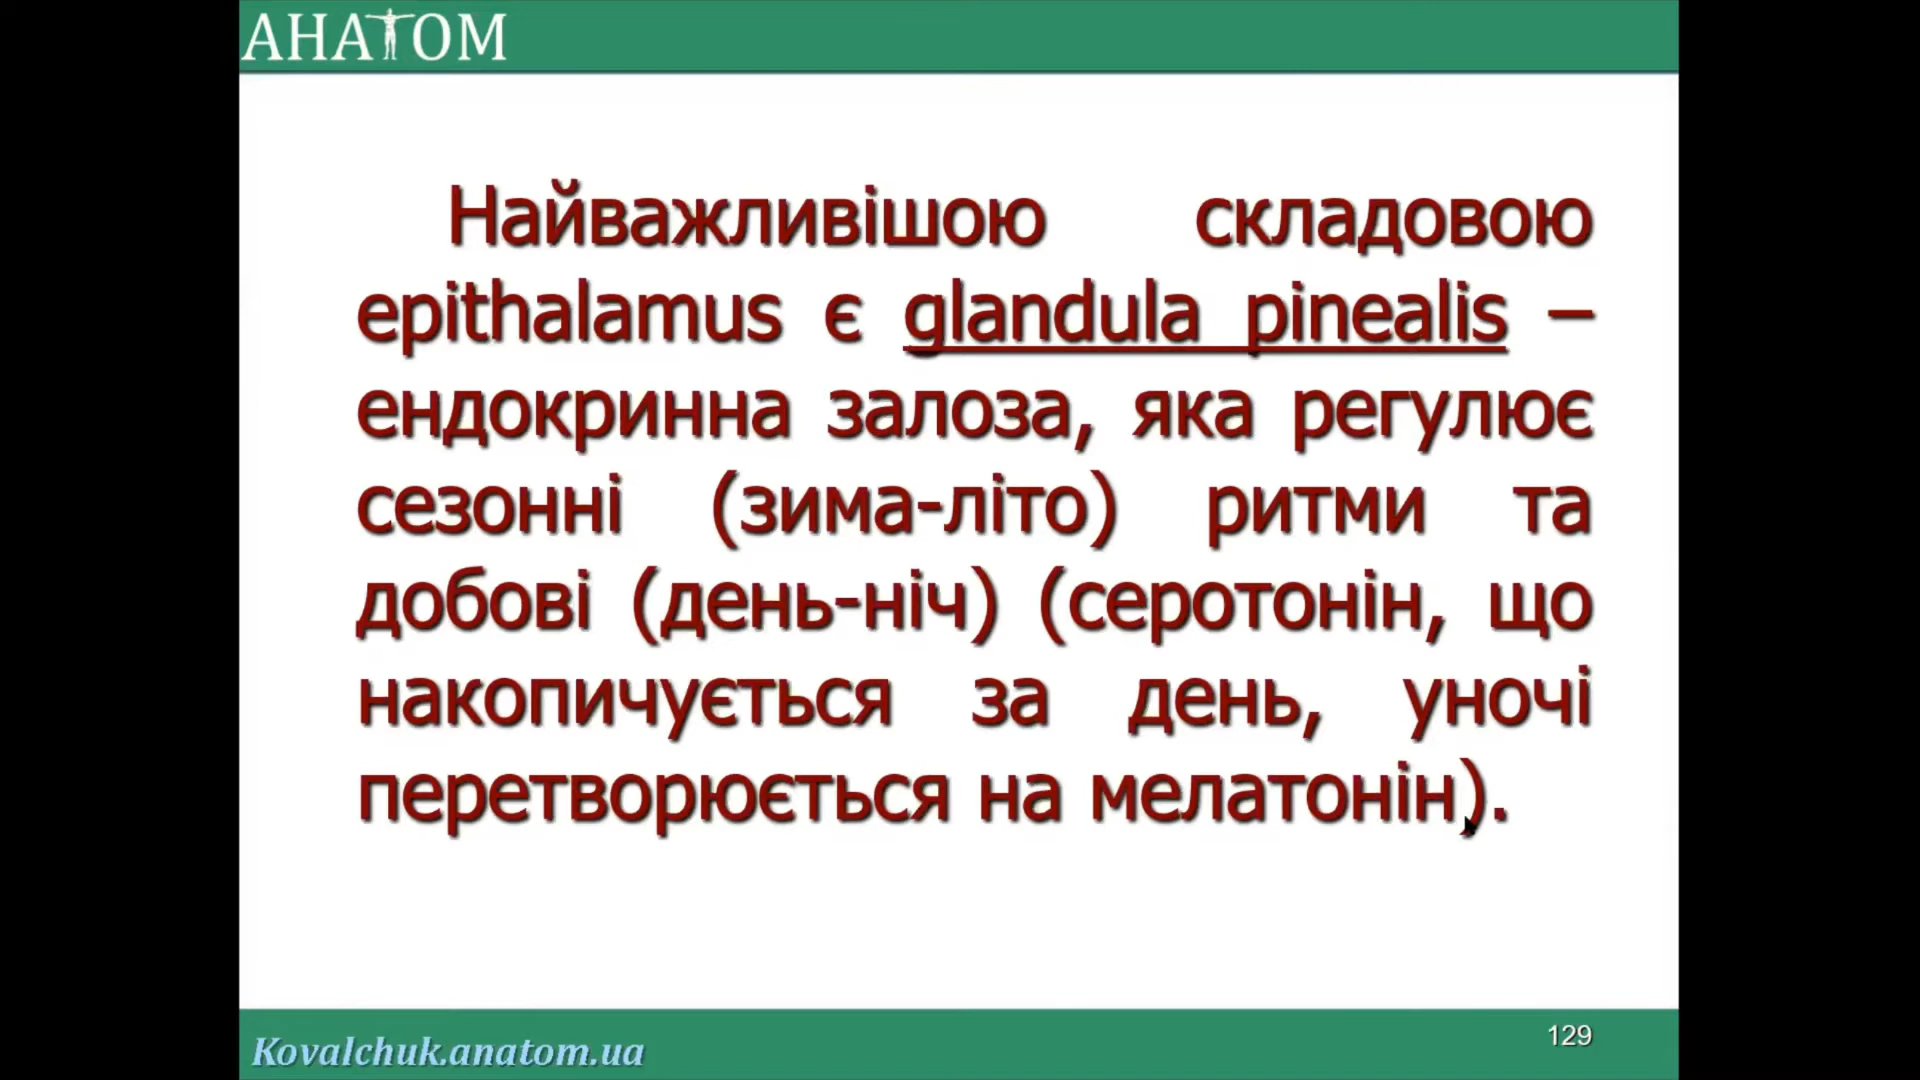 АНАТОМ
Найважливішою складовою
epithalamus є glandula pinealis –
ендокринна залоза, яка регулює
сезонні (зима-літо) ритми та
добові (день-ніч) (серотонін, що
накопичується за день, уночі
перетворюється на мелатонін).
Kovalchuk.anatom.ua
129